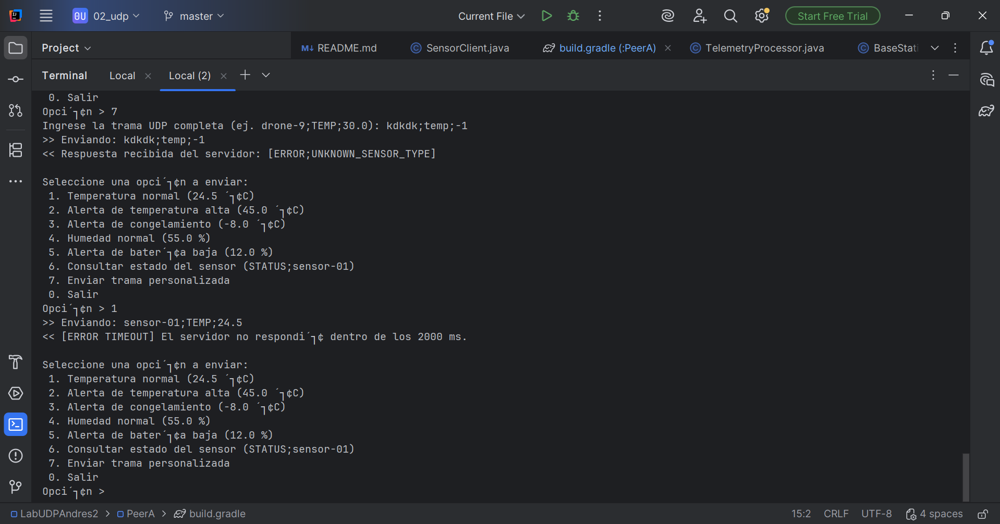 0U 02_udp master Current File Start Free Trial
Project README.md SensorClient.java build.gradle (:PeerA) TelemetryProcessor.java BaseStati
Terminal Local Local (2)
0. Salir
Opci´┐¢n > 7
Ingrese la trama UDP completa (ej. drone-9;TEMP;30.0): kdkdk;temp;-1
>> Enviando: kdkdk;temp;-1
<< Respuesta recibida del servidor: [ERROR;UNKNOWN_SENSOR_TYPE]
Seleccione una opci´┐¢n a enviar:
1. Temperatura normal (24.5 ´┐¢C)
2. Alerta de temperatura alta (45.0 ´┐¢C)
3. Alerta de congelamiento (-8.0 ´┐¢C)
4. Humedad normal (55.0 %)
5. Alerta de bater´┐¢a baja (12.0 %)
6. Consultar estado del sensor (STATUS;sensor-01)
7. Enviar trama personalizada
0. Salir
Opci´┐¢n > 1
>> Enviando: sensor-01;TEMP;24.5
<< [ERROR TIMEOUT] El servidor no respondi´┐¢ dentro de los 2000 ms.
Seleccione una opci´┐¢n a enviar:
1. Temperatura normal (24.5 ´┐¢C)
2. Alerta de temperatura alta (45.0 ´┐¢C)
3. Alerta de congelamiento (-8.0 ´┐¢C)
4. Humedad normal (55.0 %)
5. Alerta de bater´┐¢a baja (12.0 %)
6. Consultar estado del sensor (STATUS;sensor-01)
7. Enviar trama personalizada
0. Salir
Opci´┐¢n >
LabUDPAndres2 > PeerA > build.gradle 15:2 CRLF UTF-8 4 spaces